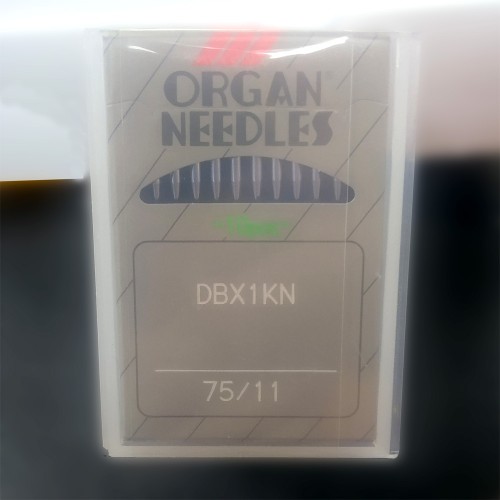 ORGAN®
NEEDLES
DBX1KN
75/11